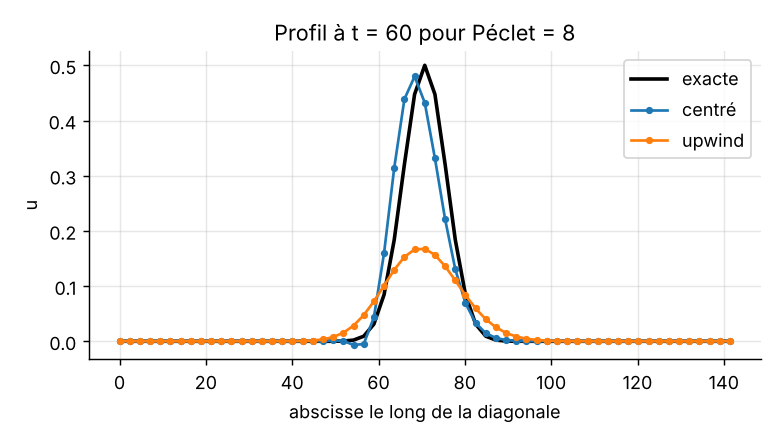 Profil à t = 60 pour Péclet = 8
exacte
centré
upwind
u
0.5
0.4
0.3
0.2
0.1
0.0
0 20 40 60 80 100 120 140
abscisse le long de la diagonale